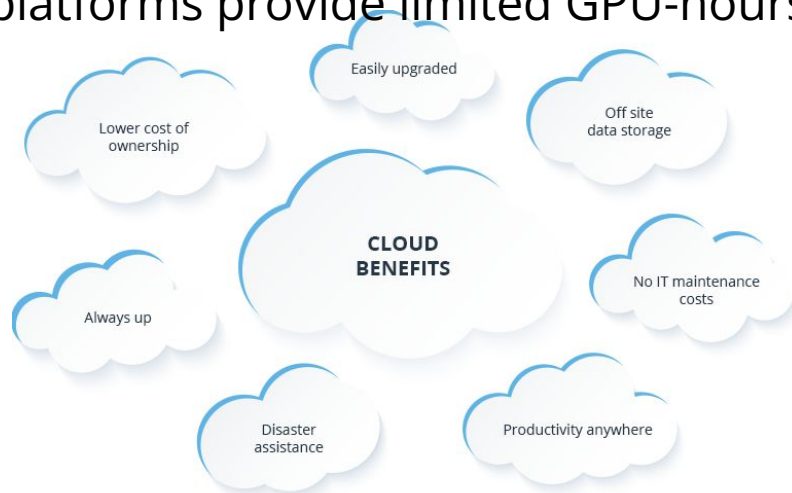 platforms provide limited GPU-hours
Easily upgraded
Lower cost of
ownership
Off site
data storage
CLOUD
BENEFITS
No IT maintenance
costs
Always up
Disaster
assistance
Productivity anywhere